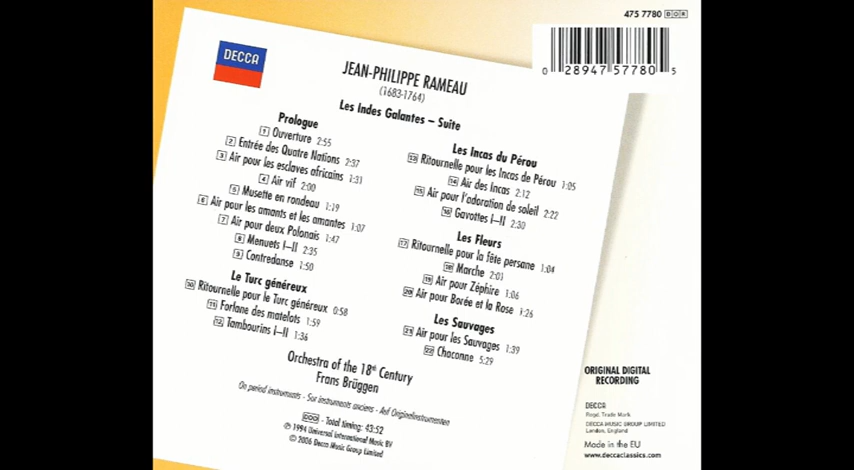 475 7780 DDR
0 28947 57780 5
DECCA
JEAN-PHILIPPE RAMEAU
(1683-1764)
Les Indes Galantes – Suite
Prologue
1 Ouverture 2:55
2 Entrée des Quatre Nations 2:37
3 Air pour les esclaves africains 1:31
4 Air vif 2:00
5 Musette en rondeau 1:19
6 Air pour les amants et les amantes 1:07
7 Air pour deux Polonais 1:47
8 Menuets I–II 2:35
9 Contredanse 1:50
Le Turc généreux
10 Ritournelle pour le Turc généreux 0:58
11 Forlane des matelots 1:59
12 Tambourins I–II 1:36
Les Incas du Pérou
13 Ritournelle pour les Incas de Pérou 1:05
14 Air des Incas 2:12
15 Air pour l'adoration de soleil 2:22
16 Gavottes I–II 2:30
Les Fleurs
17 Ritournelle pour la fête persane 1:04
18 Marche 2:01
19 Air pour Zéphire 1:06
20 Air pour Borée et la Rose 1:26
Les Sauvages
21 Air pour les Sauvages 1:39
22 Chaconne 5:29
Orchestra of the 18th Century
Frans Brüggen
On period instruments · Sur instruments anciens · Auf Originalinstrumenten
DDD · Total timing: 43:52
℗ 1994 Universal International Music BV
© 2006 Decca Music Group Limited
ORIGINAL DIGITAL
RECORDING
DECCA
Regd. Trade Mark
DECCA MUSIC GROUP LIMITED
London, England
Made in the EU
www.deccaclassics.com